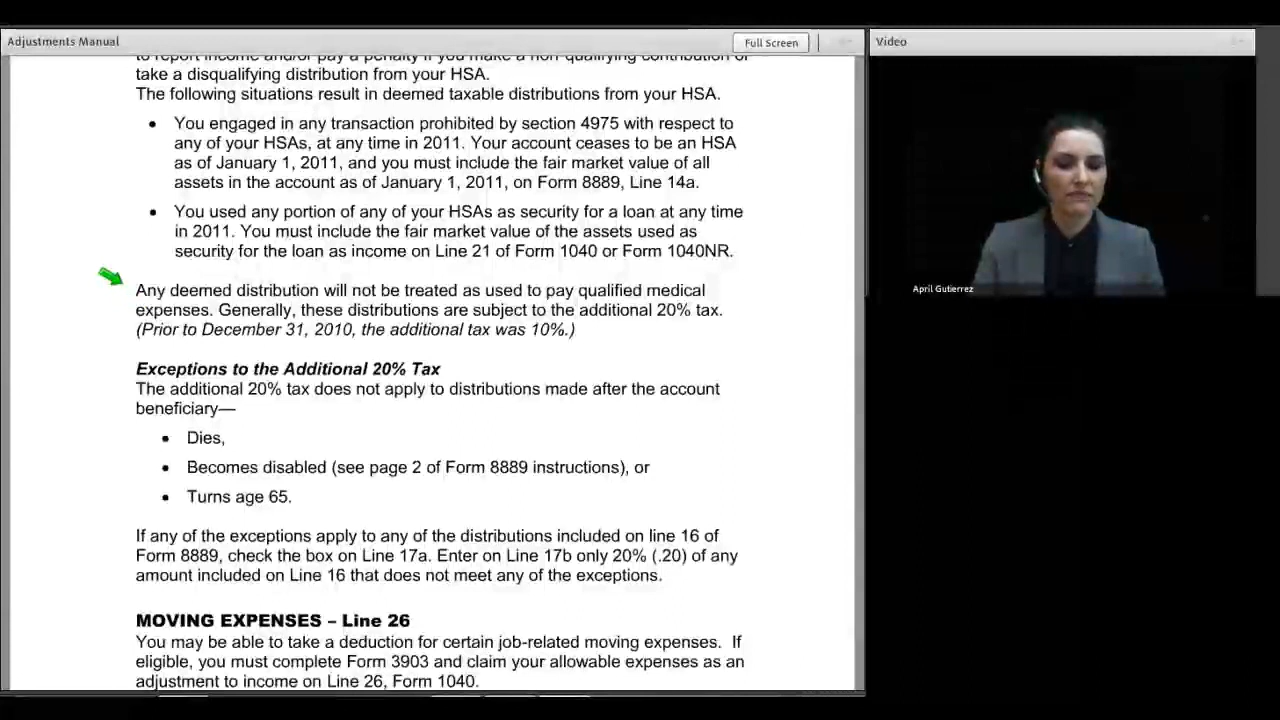 Adjustments Manual
Full Screen
Video
to report income and/or pay a penalty if you make a non-qualifying contribution or
take a disqualifying distribution from your HSA.
The following situations result in deemed taxable distributions from your HSA.
• You engaged in any transaction prohibited by section 4975 with respect to
any of your HSAs, at any time in 2011. Your account ceases to be an HSA
as of January 1, 2011, and you must include the fair market value of all
assets in the account as of January 1, 2011, on Form 8889, Line 14a.
• You used any portion of any of your HSAs as security for a loan at any time
in 2011. You must include the fair market value of the assets used as
security for the loan as income on Line 21 of Form 1040 or Form 1040NR.
Any deemed distribution will not be treated as used to pay qualified medical
expenses. Generally, these distributions are subject to the additional 20% tax.
(Prior to December 31, 2010, the additional tax was 10%.)
Exceptions to the Additional 20% Tax
The additional 20% tax does not apply to distributions made after the account
beneficiary—
• Dies,
• Becomes disabled (see page 2 of Form 8889 instructions), or
• Turns age 65.
If any of the exceptions apply to any of the distributions included on line 16 of
Form 8889, check the box on Line 17a. Enter on Line 17b only 20% (.20) of any
amount included on Line 16 that does not meet any of the exceptions.
MOVING EXPENSES – Line 26
You may be able to take a deduction for certain job-related moving expenses. If
eligible, you must complete Form 3903 and claim your allowable expenses as an
adjustment to income on Line 26, Form 1040.
April Gutierrez